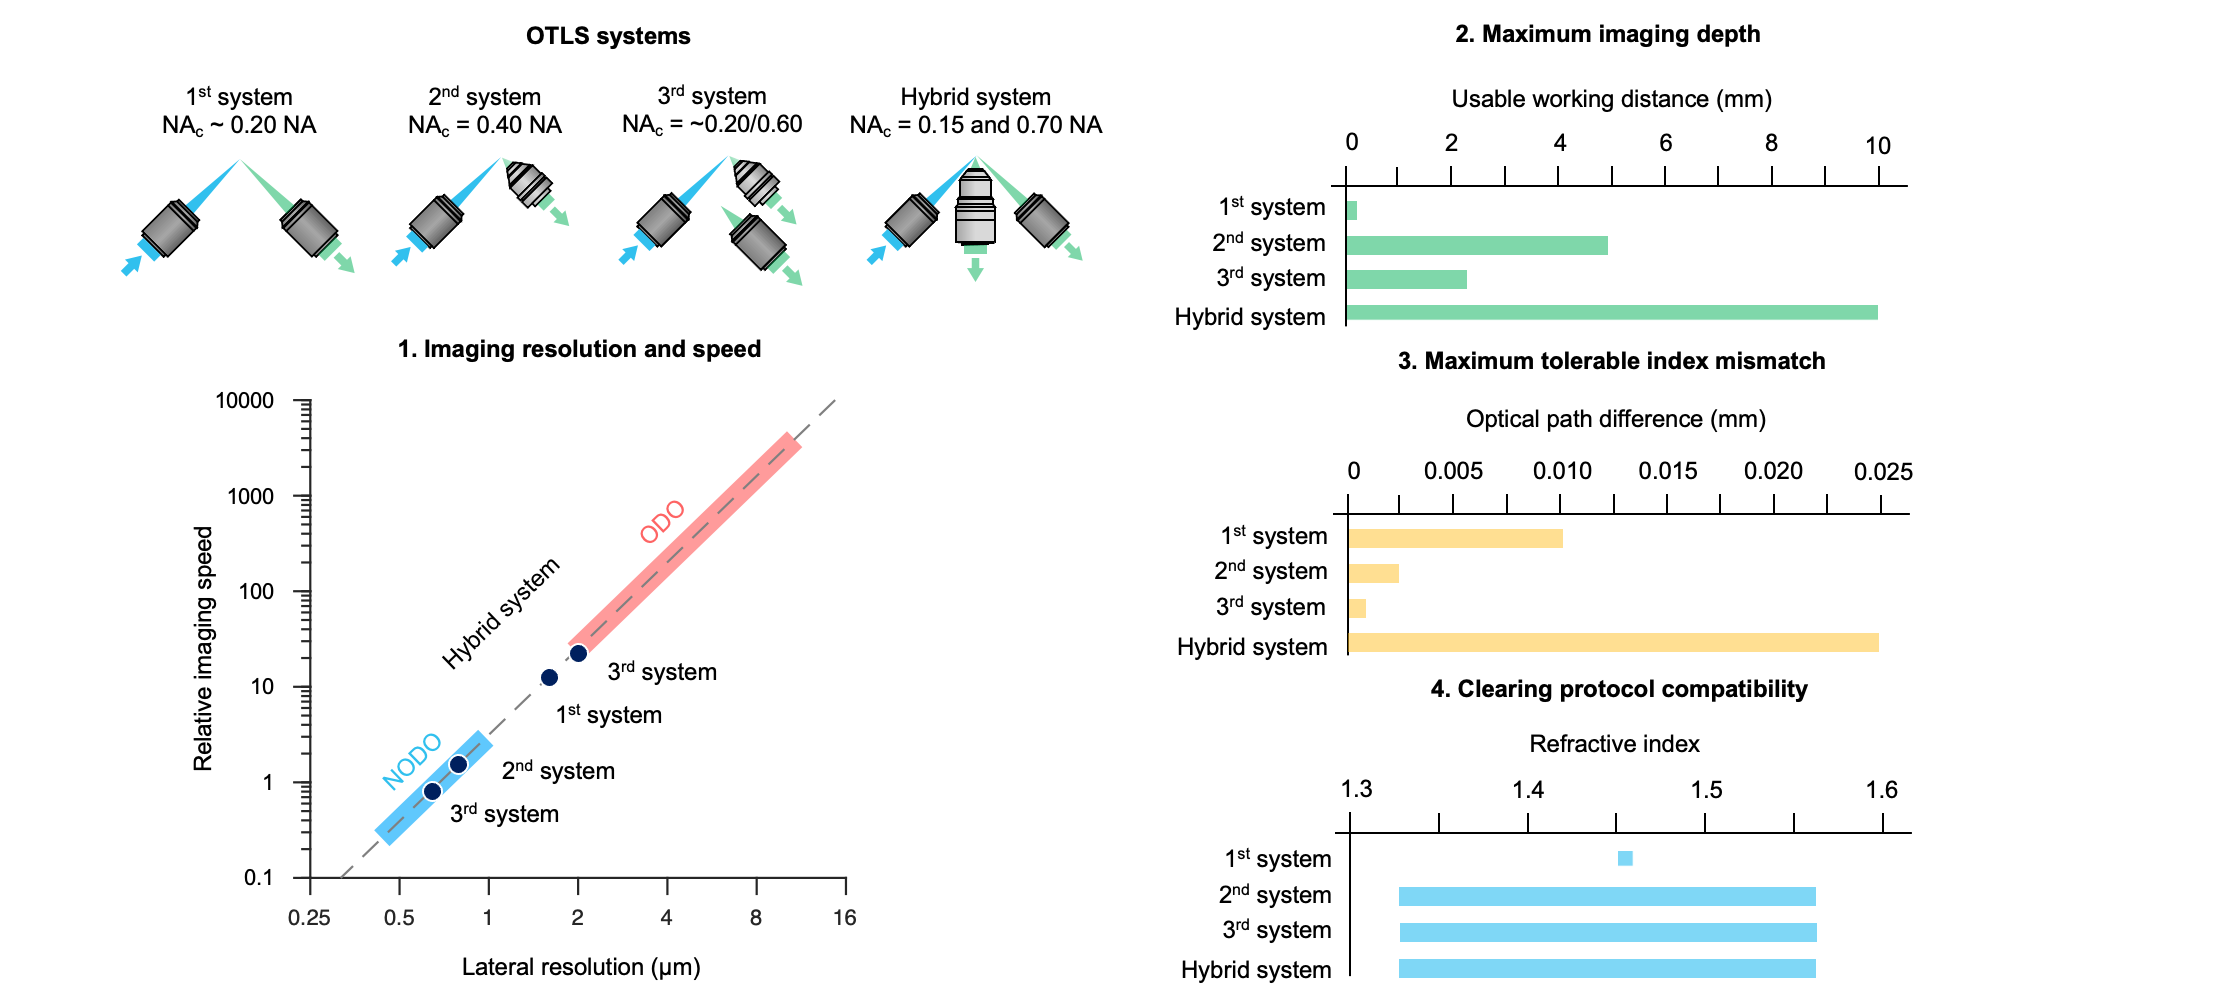 OTLS systems
1st system
NAc ~ 0.20 NA
2nd system
NAc = 0.40 NA
3rd system
NAc = ~0.20/0.60
Hybrid system
NAc = 0.15 and 0.70 NA
1. Imaging resolution and speed
Relative imaging speed
10000
1000
100
10
1
0.1
ODO
Hybrid system
3rd system
1st system
NODO
2nd system
3rd system
0.25 0.5 1 2 4 8 16
Lateral resolution (μm)
2. Maximum imaging depth
Usable working distance (mm)
0 2 4 6 8 10
1st system
2nd system
3rd system
Hybrid system
3. Maximum tolerable index mismatch
Optical path difference (mm)
0 0.005 0.010 0.015 0.020 0.025
1st system
2nd system
3rd system
Hybrid system
4. Clearing protocol compatibility
Refractive index
1.3 1.4 1.5 1.6
1st system
2nd system
3rd system
Hybrid system